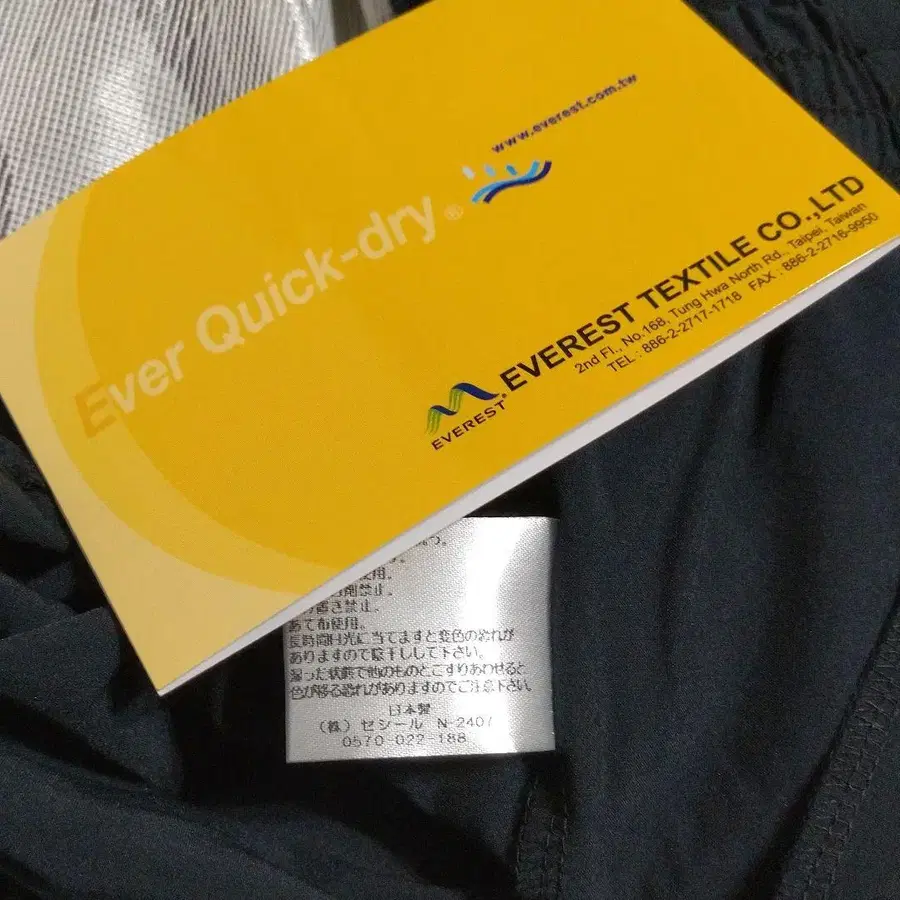 www.everest.com.tw
Ever Quick-dry®
EVEREST TEXTILE CO.,LTD
2nd Fl., No.168, Tung Hwa North Rd., Taipei, Taiwan
TEL : 886-2-2717-1718 FAX : 886-2-2716-9950
EVEREST®
使用。
剤禁止。
き禁止。
あて布使用。
長時間日光に当てますと変色の恐れが
ありますので陰干しして下さい。
湿った状態で他のものとこすりあわせると
色が移る恐れがありますのでご注意下さい。
日本製
(株) セシール N-2407
0570-022-188